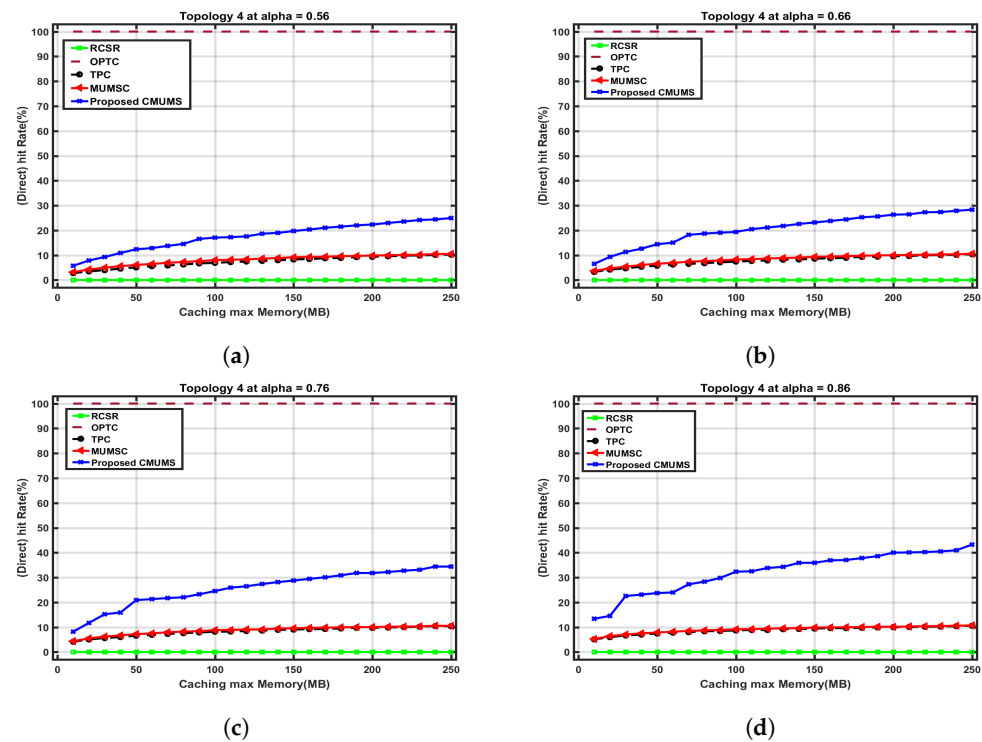 Topology 4 at alpha = 0.56
(Direct) hit Rate(%)
100
90
80
70
60
50
40
30
20
10
0
RCSR
OPTC
TPC
MUMSC
Proposed CMUMS
0 50 100 150 200 250
Caching max Memory(MB)
(a)
Topology 4 at alpha = 0.66
(Direct) hit Rate(%)
100
90
80
70
60
50
40
30
20
10
0
RCSR
OPTC
TPC
MUMSC
Proposed CMUMS
0 50 100 150 200 250
Caching max Memory(MB)
(b)
Topology 4 at alpha = 0.76
(Direct) hit Rate(%)
100
90
80
70
60
50
40
30
20
10
0
RCSR
OPTC
TPC
MUMSC
Proposed CMUMS
0 50 100 150 200 250
Caching max Memory(MB)
(c)
Topology 4 at alpha = 0.86
(Direct) hit Rate(%)
100
90
80
70
60
50
40
30
20
10
0
RCSR
OPTC
TPC
MUMSC
Proposed CMUMS
0 50 100 150 200 250
Caching max Memory(MB)
(d)